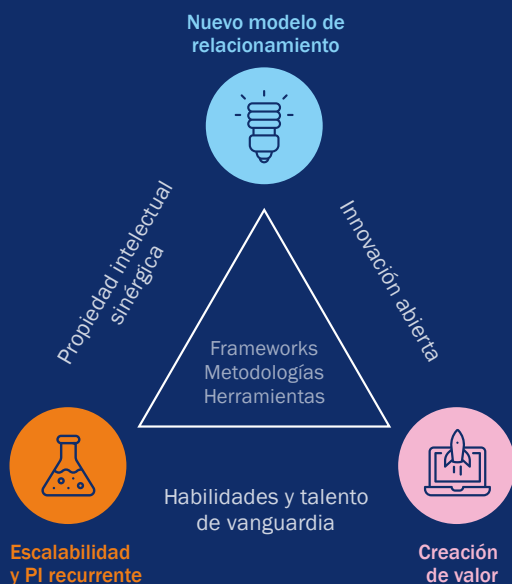 Nuevo modelo de
relacionamiento
Propiedad intelectual
sinérgica
Innovación abierta
Frameworks
Metodologías
Herramientas
Habilidades y talento
de vanguardia
Escalabilidad
y PI recurrente
Creación
de valor